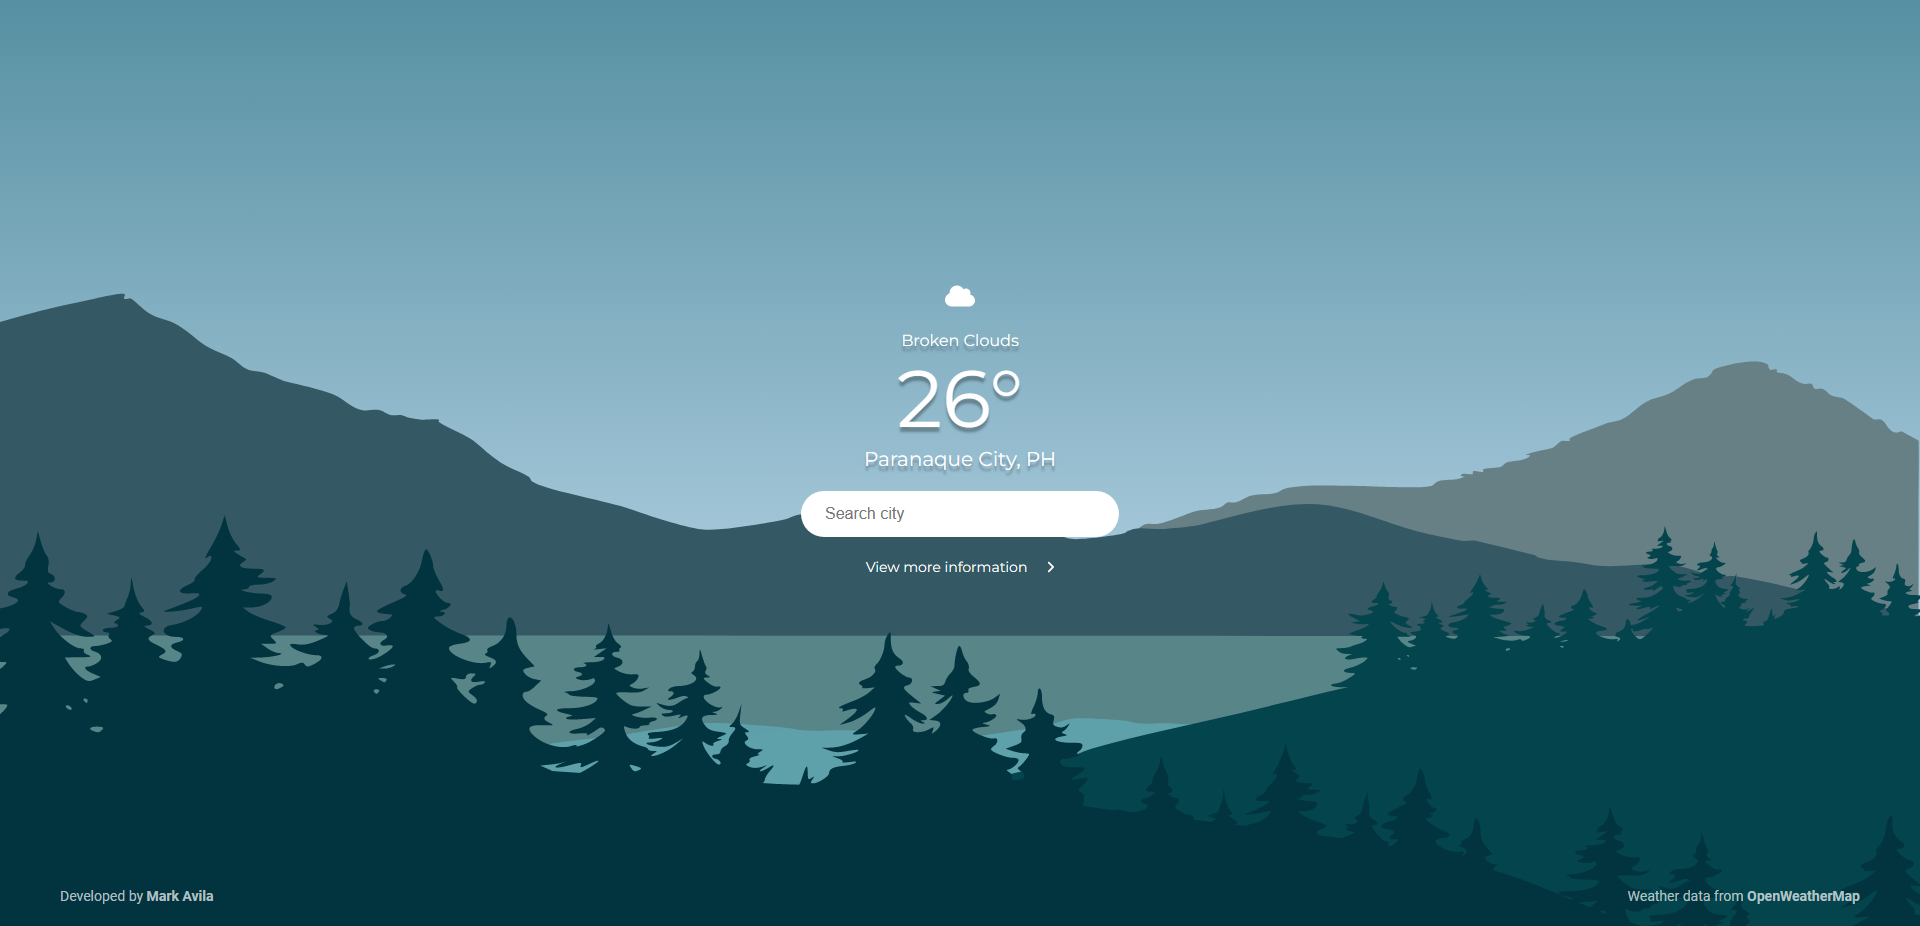 Broken Clouds
26°
Paranaque City, PH
Search city
View more information
Developed by Mark Avila
Weather data from OpenWeatherMap